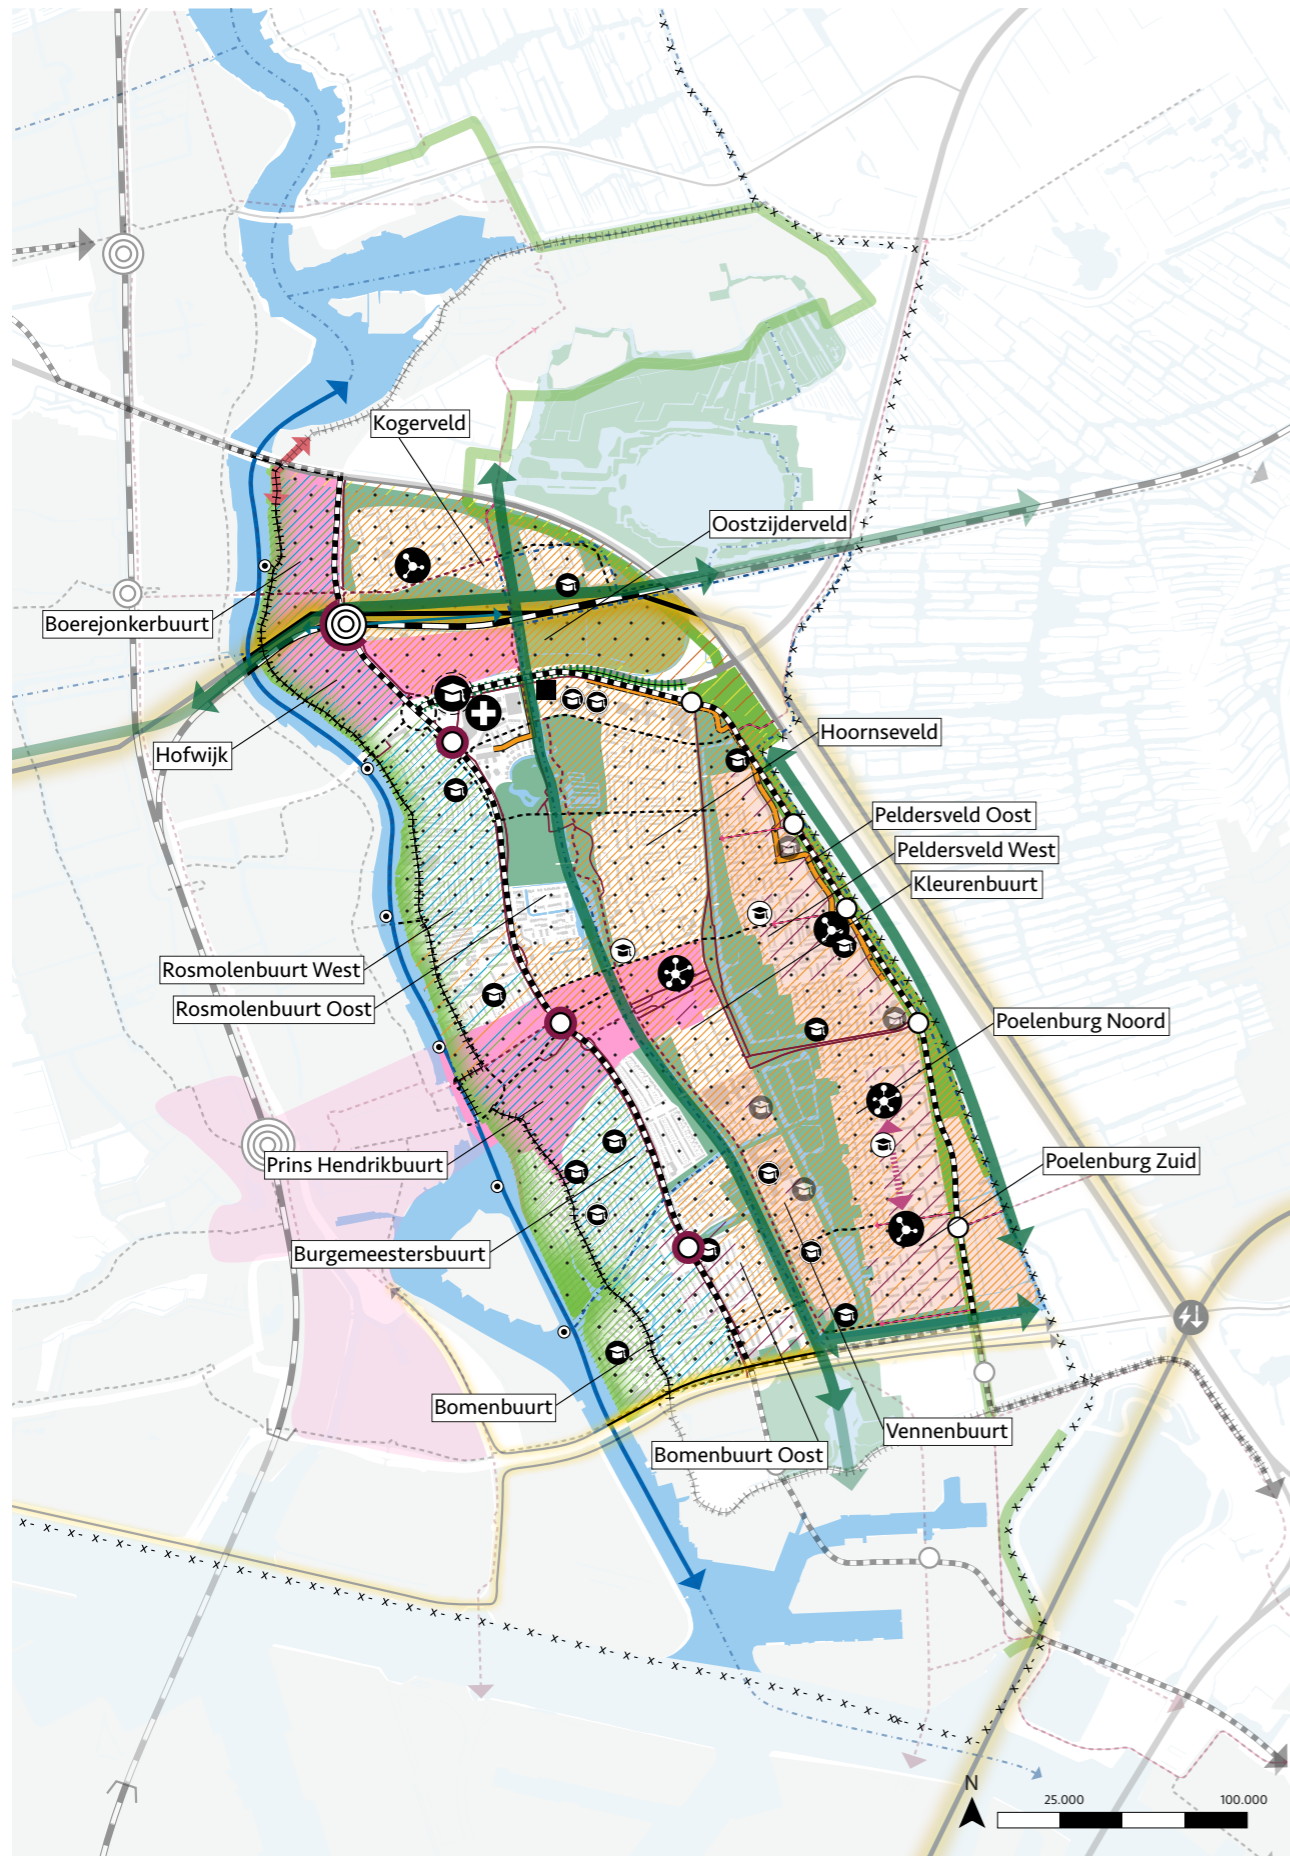 Kogerveld
Oostzijderveld
Boerejonkerbuurt
Hofwijk
Hoornseveld
Peldersveld Oost
Peldersveld West
Kleurenbuurt
Rosmolenbuurt West
Rosmolenbuurt Oost
Poelenburg Noord
Prins Hendrikbuurt
Poelenburg Zuid
Burgemeestersbuurt
Bomenbuurt
Vennenbuurt
Bomenbuurt Oost
N
25.000 100.000